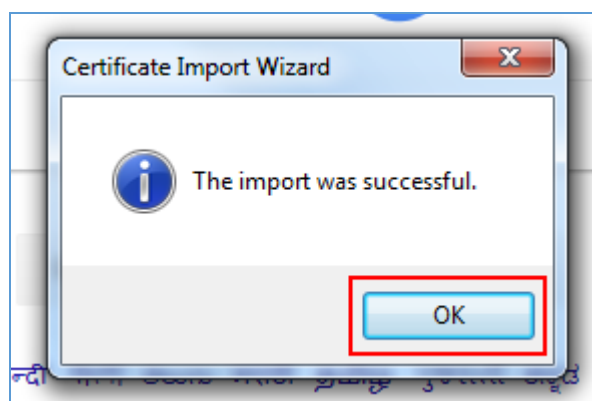 Certificate Import Wizard
The import was successful.
OK